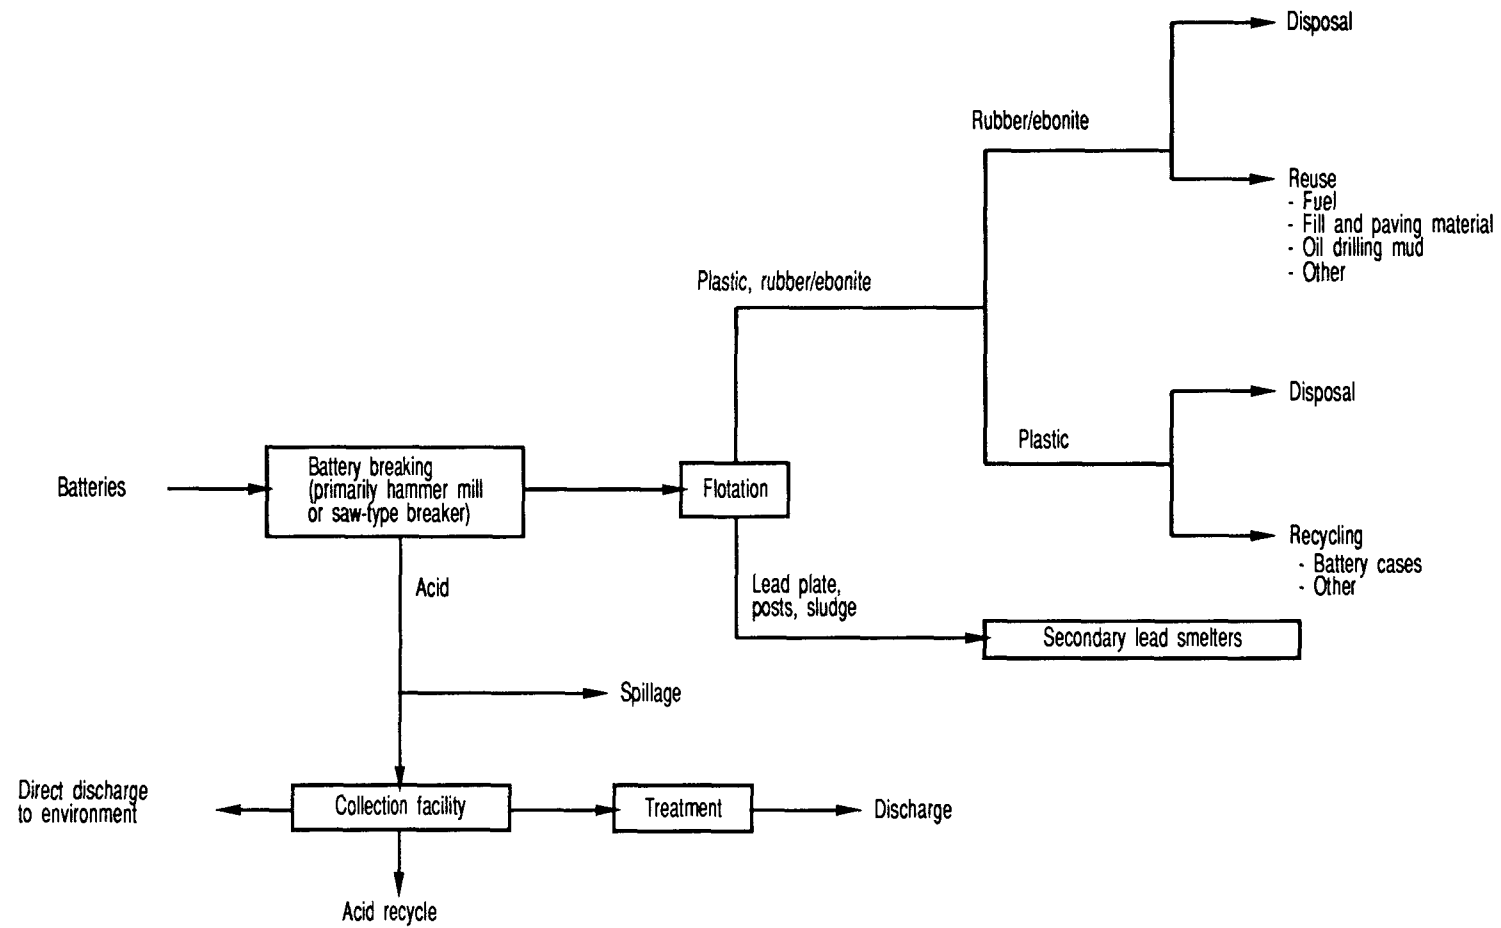 Disposal
Rubber/ebonite
Reuse
- Fuel
- Fill and paving material
- Oil drilling mud
- Other
Plastic, rubber/ebonite
Disposal
Plastic
Batteries
Battery breaking
(primarily hammer mill
or saw-type breaker)
Flotation
Recycling
- Battery cases
- Other
Acid
Lead plate,
posts, sludge
Secondary lead smelters
Spillage
Direct discharge
to environment
Collection facility
Treatment
Discharge
Acid recycle